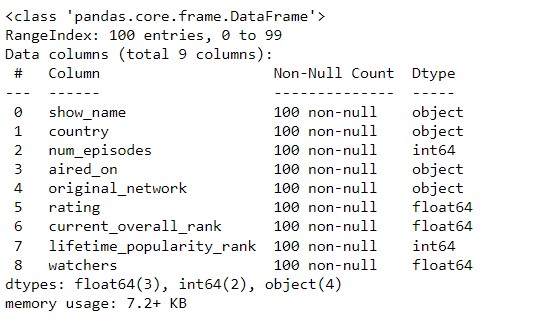 <class 'pandas.core.frame.DataFrame'>
RangeIndex: 100 entries, 0 to 99
Data columns (total 9 columns):
 #   Column                    Non-Null Count  Dtype
---  ------                    --------------  -----
 0   show_name                 100 non-null    object
 1   country                   100 non-null    object
 2   num_episodes              100 non-null    int64
 3   aired_on                  100 non-null    object
 4   original_network          100 non-null    object
 5   rating                    100 non-null    float64
 6   current_overall_rank      100 non-null    float64
 7   lifetime_popularity_rank  100 non-null    int64
 8   watchers                  100 non-null    float64
dtypes: float64(3), int64(2), object(4)
memory usage: 7.2+ KB